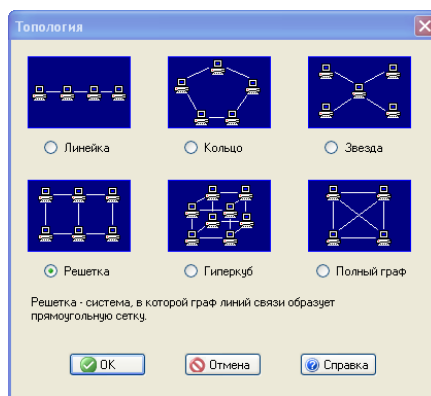 Топология
Линейка
Кольцо
Звезда
Решетка
Гиперкуб
Полный граф
Решетка - система, в которой граф линий связи образует
прямоугольную сетку.
OK
Отмена
Справка